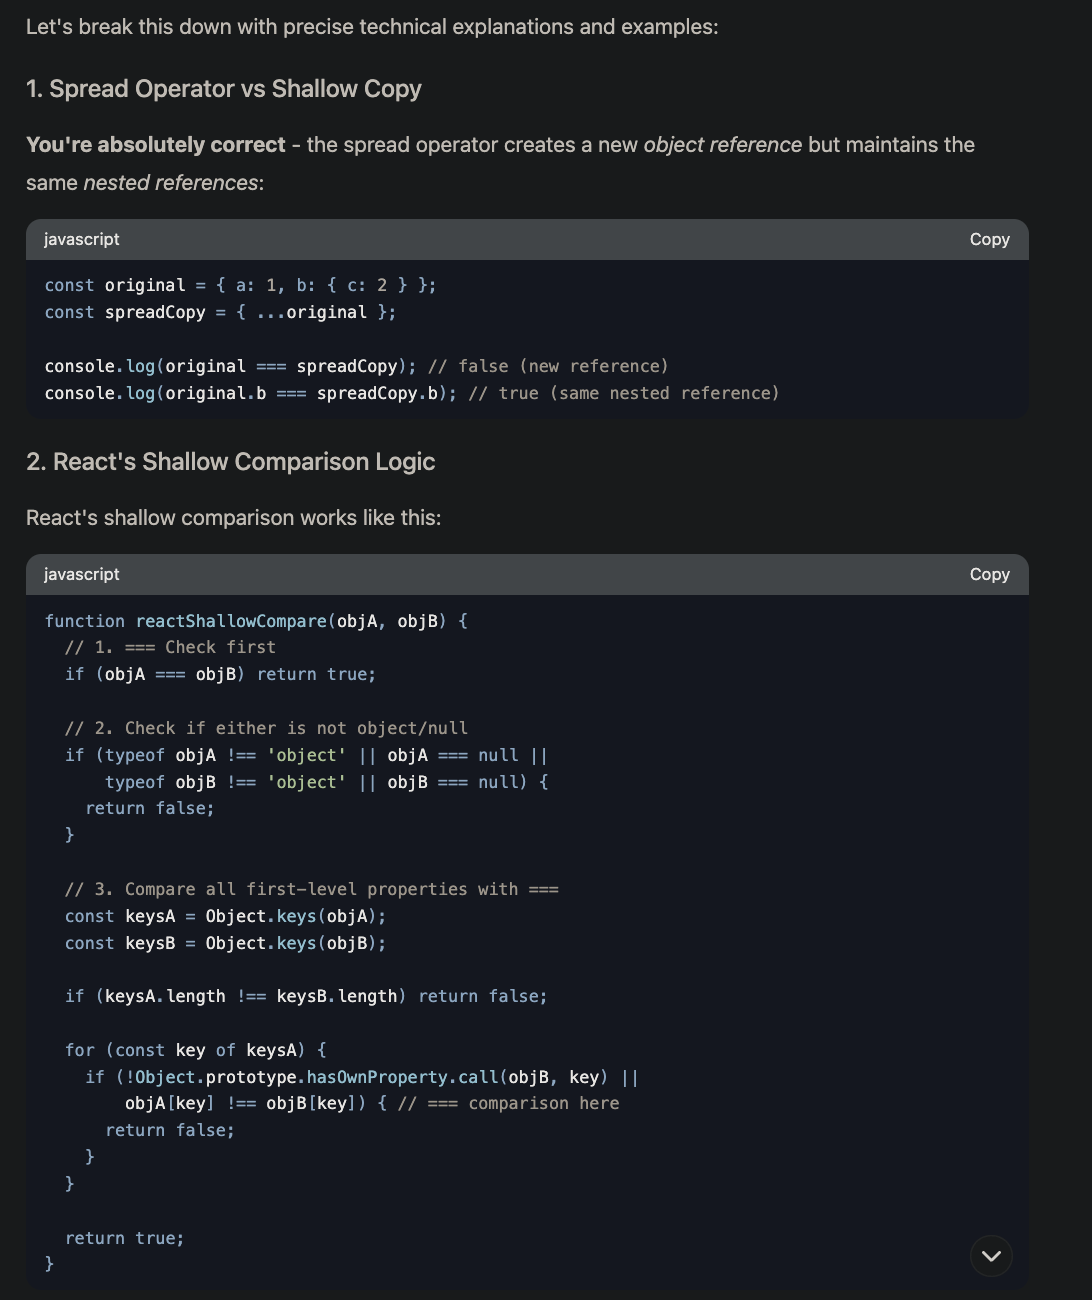 Let's break this down with precise technical explanations and examples:
1. Spread Operator vs Shallow Copy
You're absolutely correct - the spread operator creates a new object reference but maintains the
same nested references:
javascript
Copy
const original = { a: 1, b: { c: 2 } };
const spreadCopy = { ...original };
console.log(original === spreadCopy); // false (new reference)
console.log(original.b === spreadCopy.b); // true (same nested reference)
2. React's Shallow Comparison Logic
React's shallow comparison works like this:
javascript
Copy
function reactShallowCompare(objA, objB) {
  // 1. === Check first
  if (objA === objB) return true;
  // 2. Check if either is not object/null
  if (typeof objA !== 'object' || objA === null ||
      typeof objB !== 'object' || objB === null) {
    return false;
  }
  // 3. Compare all first-level properties with ===
  const keysA = Object.keys(objA);
  const keysB = Object.keys(objB);
  if (keysA.length !== keysB.length) return false;
  for (const key of keysA) {
    if (!Object.prototype.hasOwnProperty.call(objB, key) ||
        objA[key] !== objB[key]) { // === comparison here
      return false;
    }
  }
  return true;
}